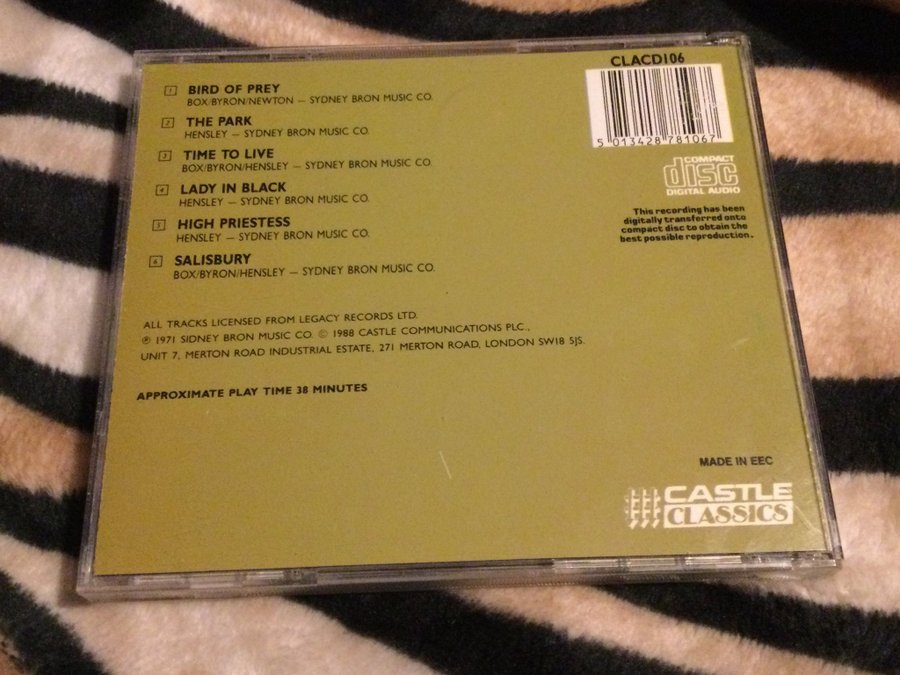 CLACD106
5 013428 781067
COMPACT
disc
DIGITAL AUDIO
This recording has been
digitally transferred onto
compact disc to obtain the
best possible reproduction.
1 BIRD OF PREY
BOX/BYRON/NEWTON — SYDNEY BRON MUSIC CO.
2 THE PARK
HENSLEY — SYDNEY BRON MUSIC CO.
3 TIME TO LIVE
BOX/BYRON/HENSLEY — SYDNEY BRON MUSIC CO.
4 LADY IN BLACK
HENSLEY — SYDNEY BRON MUSIC CO.
5 HIGH PRIESTESS
HENSLEY — SYDNEY BRON MUSIC CO.
6 SALISBURY
BOX/BYRON/HENSLEY — SYDNEY BRON MUSIC CO.
ALL TRACKS LICENSED FROM LEGACY RECORDS LTD.
℗ 1971 SIDNEY BRON MUSIC CO. © 1988 CASTLE COMMUNICATIONS PLC.,
UNIT 7, MERTON ROAD INDUSTRIAL ESTATE, 271 MERTON ROAD, LONDON SW18 5JS.
APPROXIMATE PLAY TIME 38 MINUTES
MADE IN EEC
CASTLE
CLASSICS